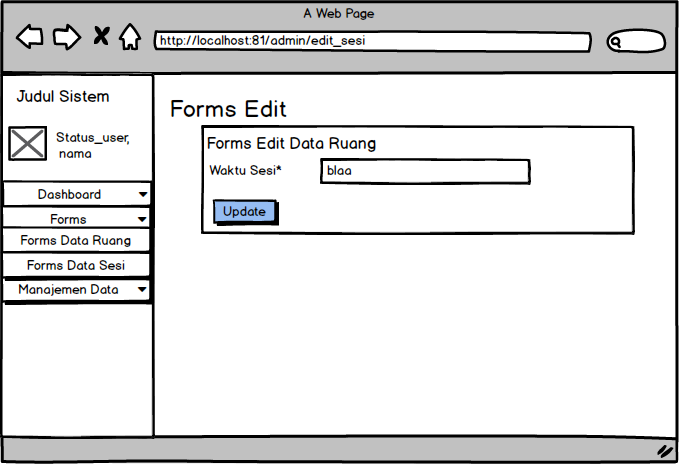 A Web Page
http://localhost:81/admin/edit_sesi
Judul Sistem
Status_user,
nama
Dashboard
Forms
Forms Data Ruang
Forms Data Sesi
Manajemen Data
Forms Edit
Forms Edit Data Ruang
Waktu Sesi* blaa
Update